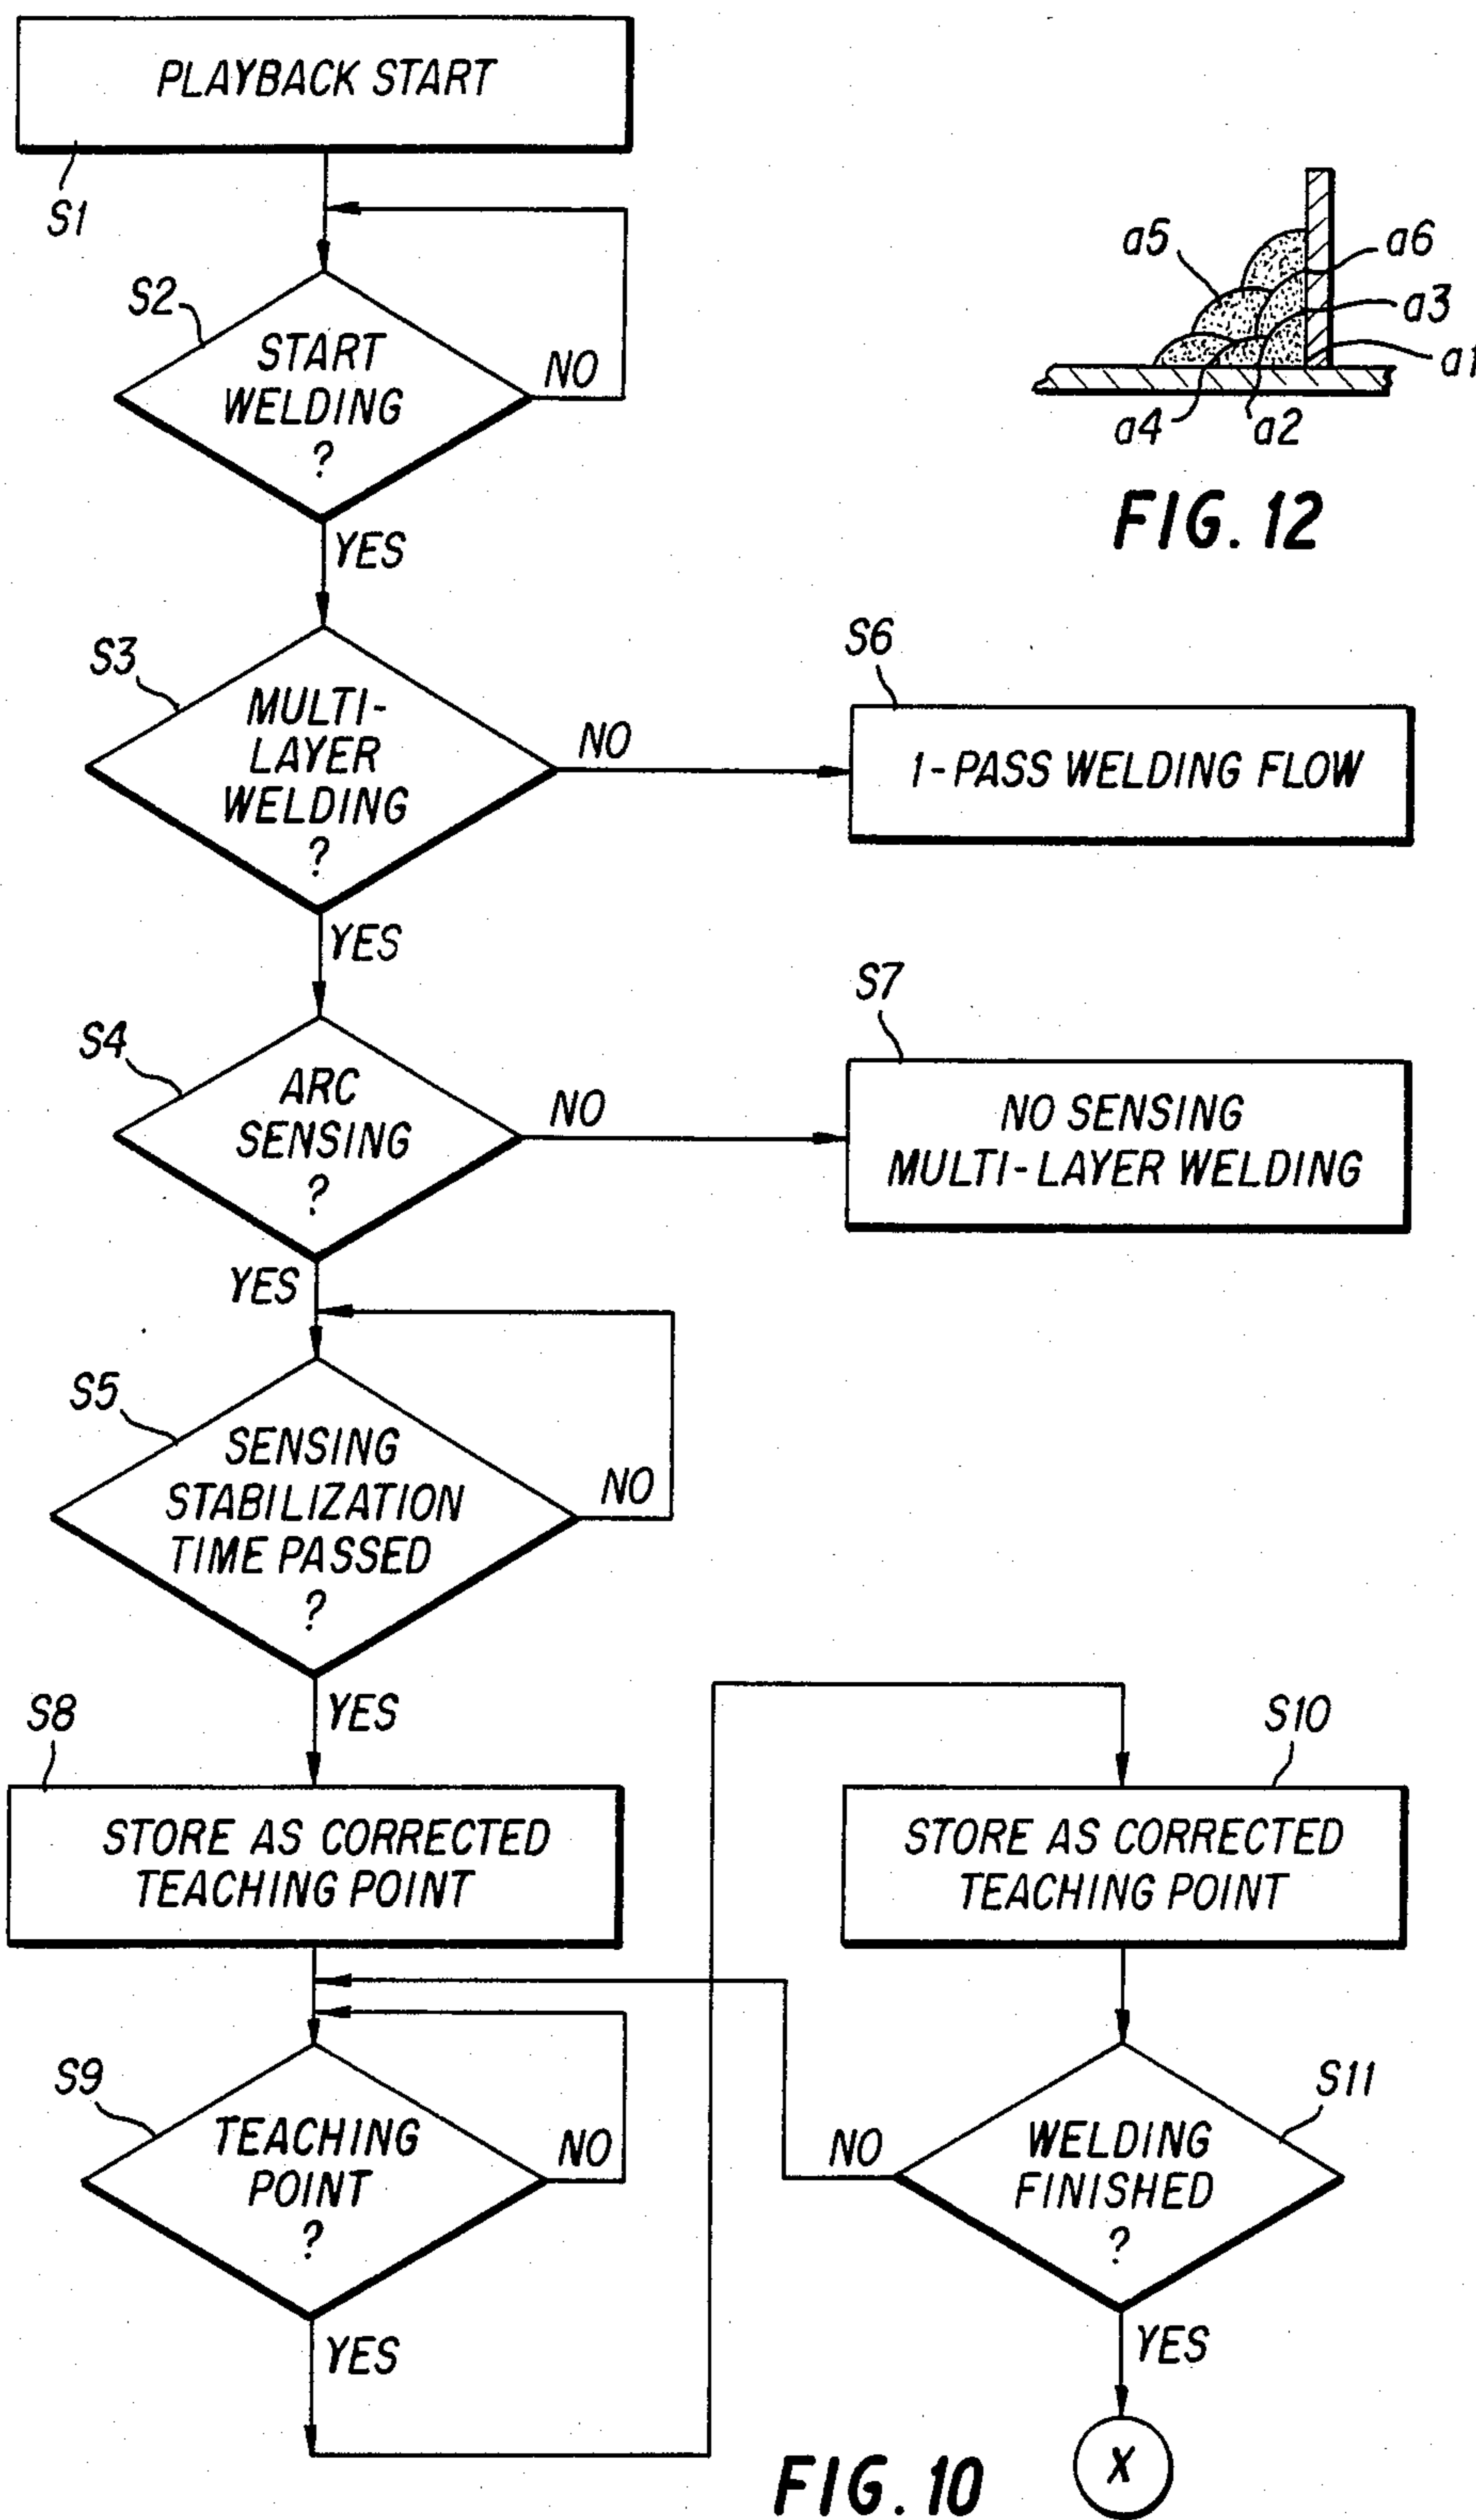 PLAYBACK START
S1
S2
START
WELDING
?
NO
YES
a5
a6
a3
a1
a4
a2
FIG. 12
S3
MULTI-
LAYER
WELDING
?
NO
YES
S6
1-PASS WELDING FLOW
S4
ARC
SENSING
?
NO
YES
S7
NO SENSING
MULTI-LAYER WELDING
S5
SENSING
STABILIZATION
TIME PASSED
?
NO
YES
S8
STORE AS CORRECTED
TEACHING POINT
S10
STORE AS CORRECTED
TEACHING POINT
S9
TEACHING
POINT
?
NO
YES
S11
WELDING
FINISHED
?
NO
YES
X
FIG. 10